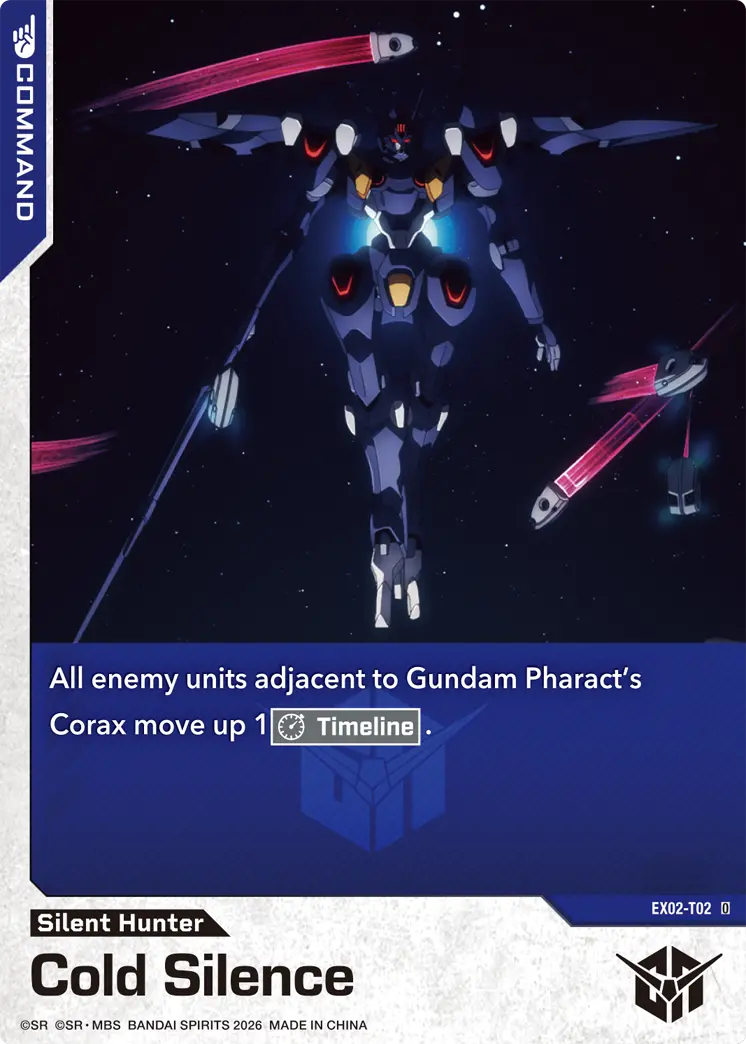 COMMAND
All enemy units adjacent to Gundam Pharact's
Corax move up 1 Timeline .
EX02-T02 0
Silent Hunter
Cold Silence
©SR ©SR・MBS BANDAI SPIRITS 2026 MADE IN CHINA